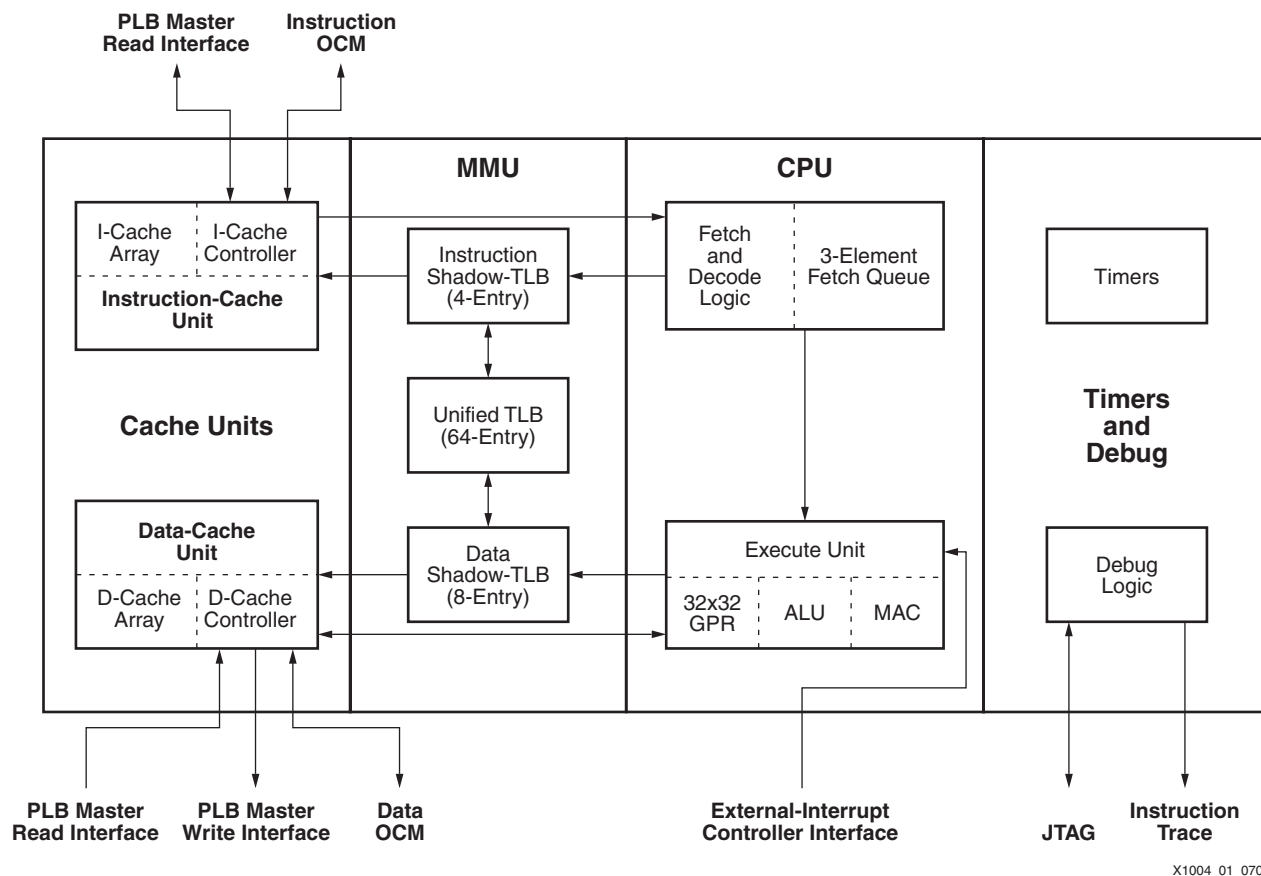 PLB Master
Read Interface
Instruction
OCM
MMU
CPU
I-Cache
Array
I-Cache
Controller
Instruction-Cache
Unit
Instruction
Shadow-TLB
(4-Entry)
Fetch
and
Decode
Logic
3-Element
Fetch Queue
Timers
Cache Units
Unified TLB
(64-Entry)
Timers
and
Debug
Data-Cache
Unit
D-Cache
Array
D-Cache
Controller
Data
Shadow-TLB
(8-Entry)
Execute Unit
32x32
GPR
ALU
MAC
Debug
Logic
PLB Master
Read Interface
PLB Master
Write Interface
Data
OCM
External-Interrupt
Controller Interface
JTAG
Instruction
Trace
X1004_01_070